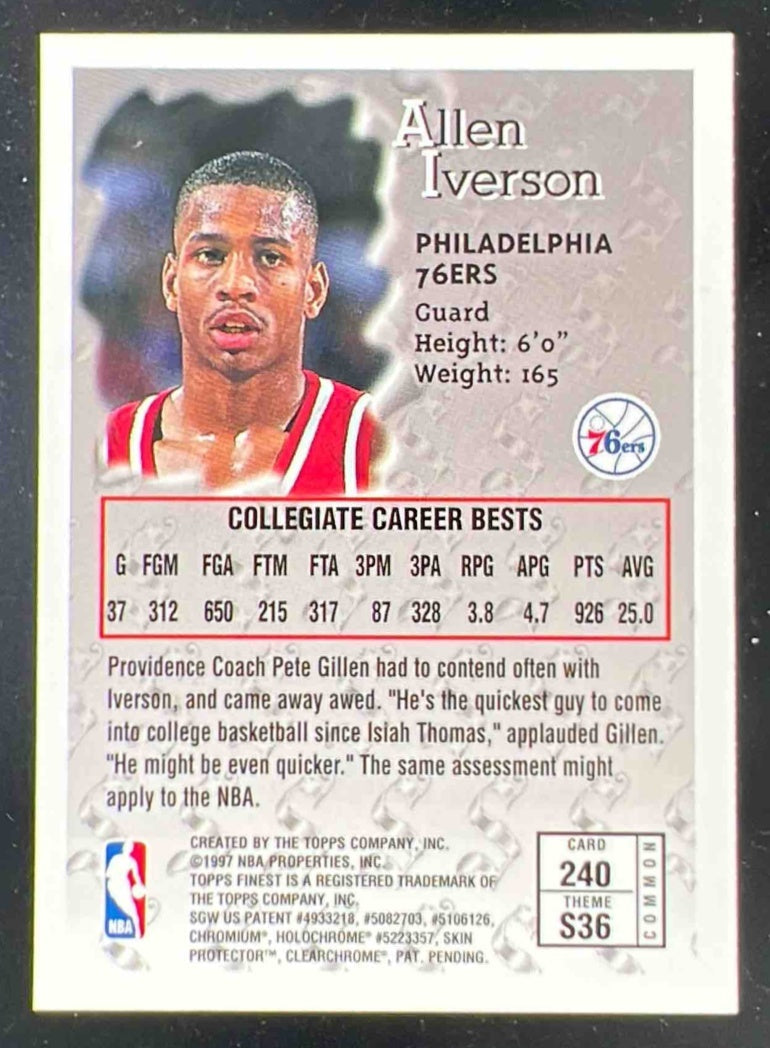 Allen
Iverson
PHILADELPHIA
76ERS
Guard
Height: 6'0"
Weight: 165
76ers
COLLEGIATE CAREER BESTS
G FGM FGA FTM FTA 3PM 3PA RPG APG PTS AVG
37 312 650 215 317 87 328 3.8 4.7 926 25.0
Providence Coach Pete Gillen had to contend often with
Iverson, and came away awed. "He's the quickest guy to come
into college basketball since Isiah Thomas," applauded Gillen.
"He might be even quicker." The same assessment might
apply to the NBA.
NBA
CREATED BY THE TOPPS COMPANY, INC.
©1997 NBA PROPERTIES, INC.
TOPPS FINEST IS A REGISTERED TRADEMARK OF
THE TOPPS COMPANY, INC.
SGW US PATENT #4933218, #5082703, #5106126,
CHROMIUM®, HOLOCHROME® #5223357, SKIN
PROTECTOR™, CLEARCHROME®, PAT. PENDING.
CARD
240
THEME
S36
COMMON